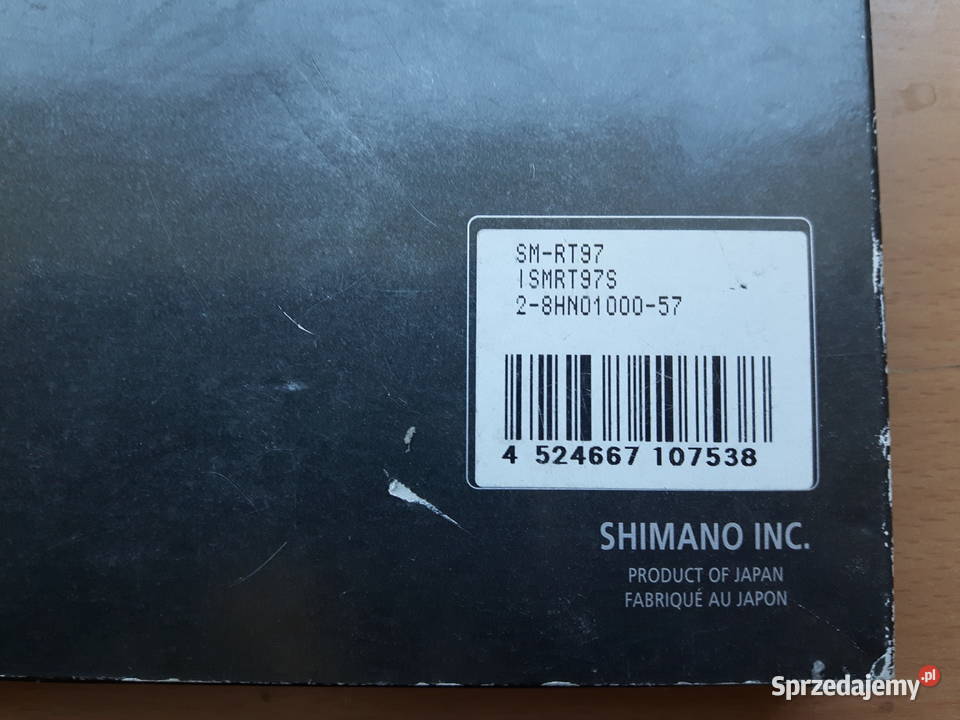 SM-RT97
ISMRT97S
2-8HN01000-57
4 524667 107538
SHIMANO INC.
PRODUCT OF JAPAN
FABRIQUÉ AU JAPON
Sprzedajemy.pl